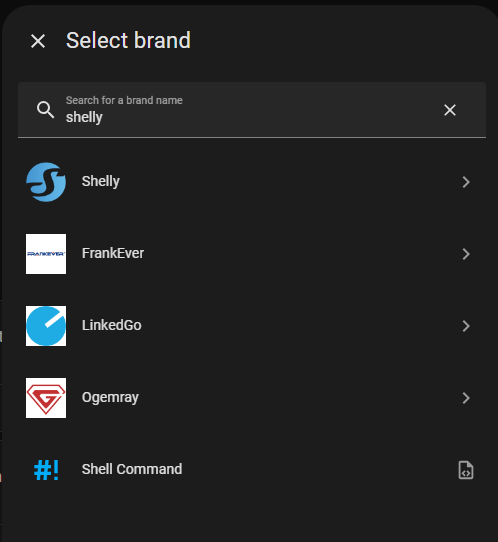 Select brand
Search for a brand name
shelly
Shelly
FRANKEVER
FrankEver
LinkedGo
Ogemray
#!
Shell Command